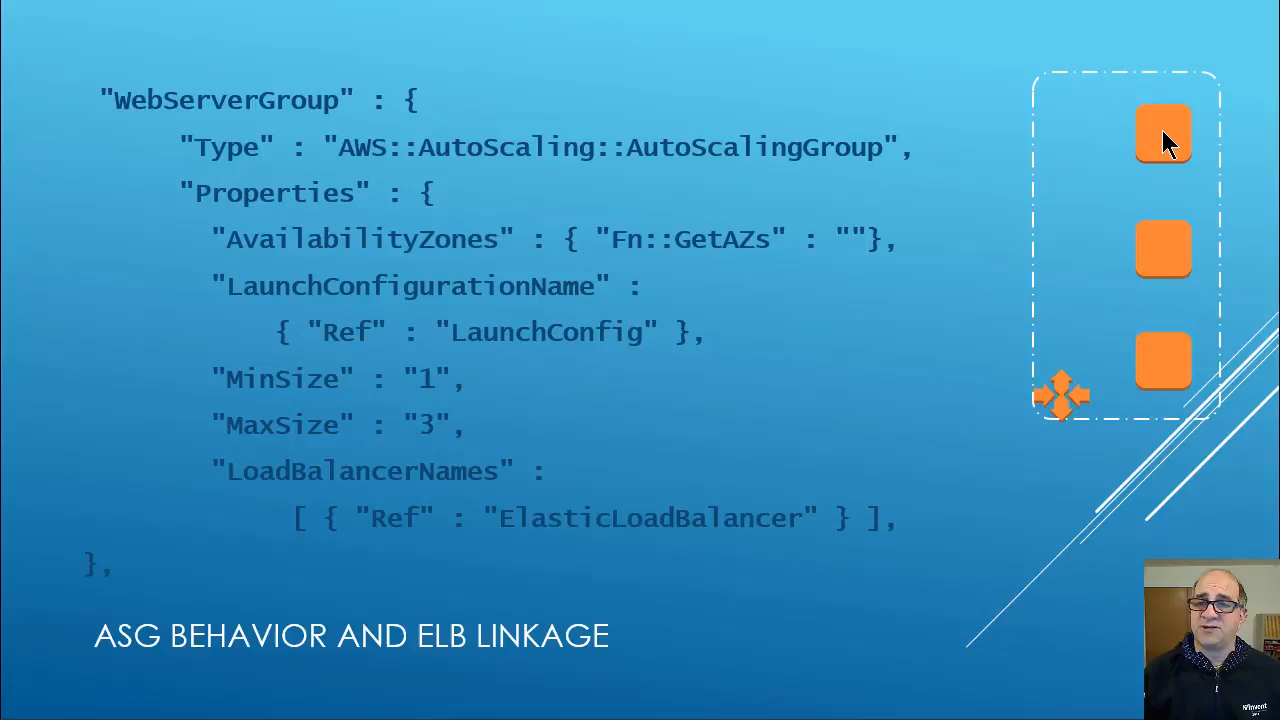 "WebServerGroup" : {
"Type" : "AWS::AutoScaling::AutoScalingGroup",
"Properties" : {
"AvailabilityZones" : { "Fn::GetAZs" : ""},
"LaunchConfigurationName" :
{ "Ref" : "LaunchConfig" },
"MinSize" : "1",
"MaxSize" : "3",
"LoadBalancerNames" :
[ { "Ref" : "ElasticLoadBalancer" } ],
},
ASG BEHAVIOR AND ELB LINKAGE